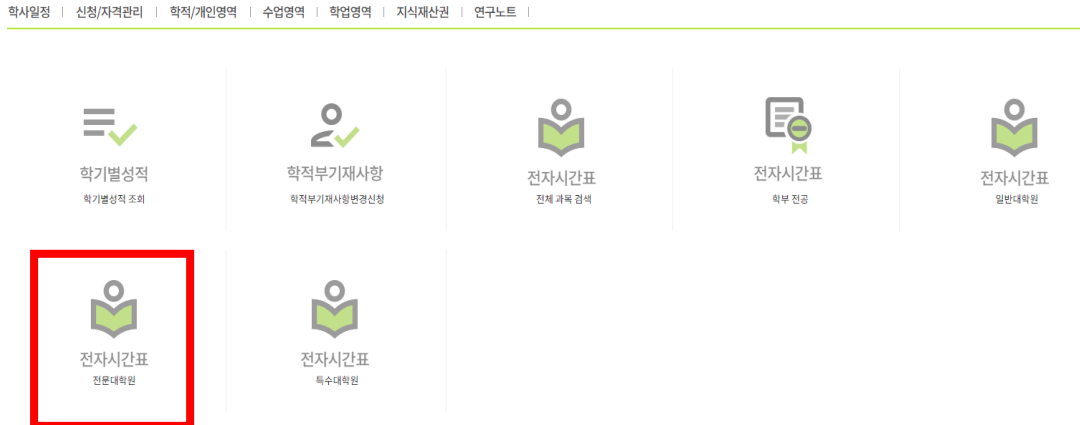 학사일정 | 신청/자격관리 | 학적/개인영역 | 수업영역 | 학업영역 | 지식재산권 | 연구노트 |
학기별성적
학기별성적 조회
학적부기재사항
학적부기재사항변경신청
전자시간표
전체 과목 검색
전자시간표
학부 전공
전자시간표
일반대학원
전자시간표
전문대학원
전자시간표
특수대학원